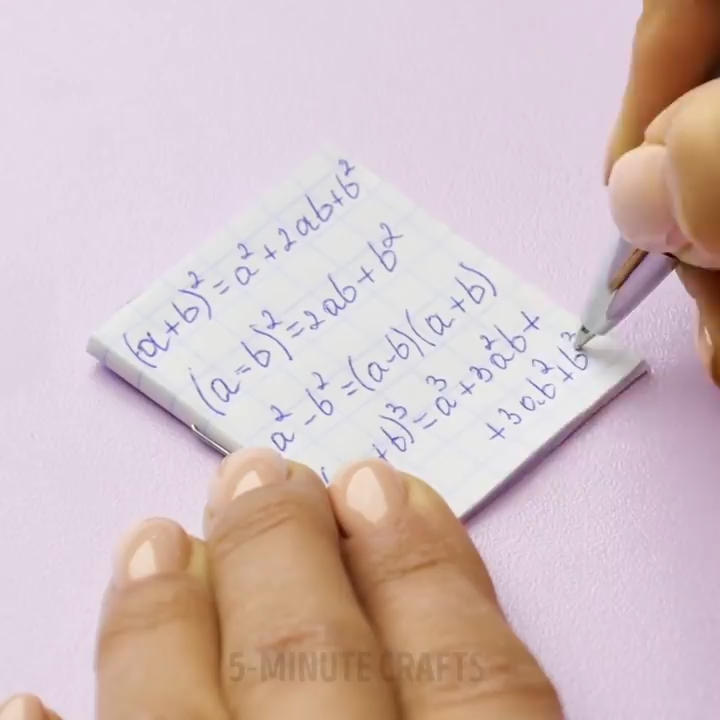 (a+b)²=a²+2ab+b²
(a-b)²=2ab+b²
a²-b²=(a-b)(a+b)
+b)³=a³+3a²b+
+3ab²+b³
5-MINUTE CRAFTS